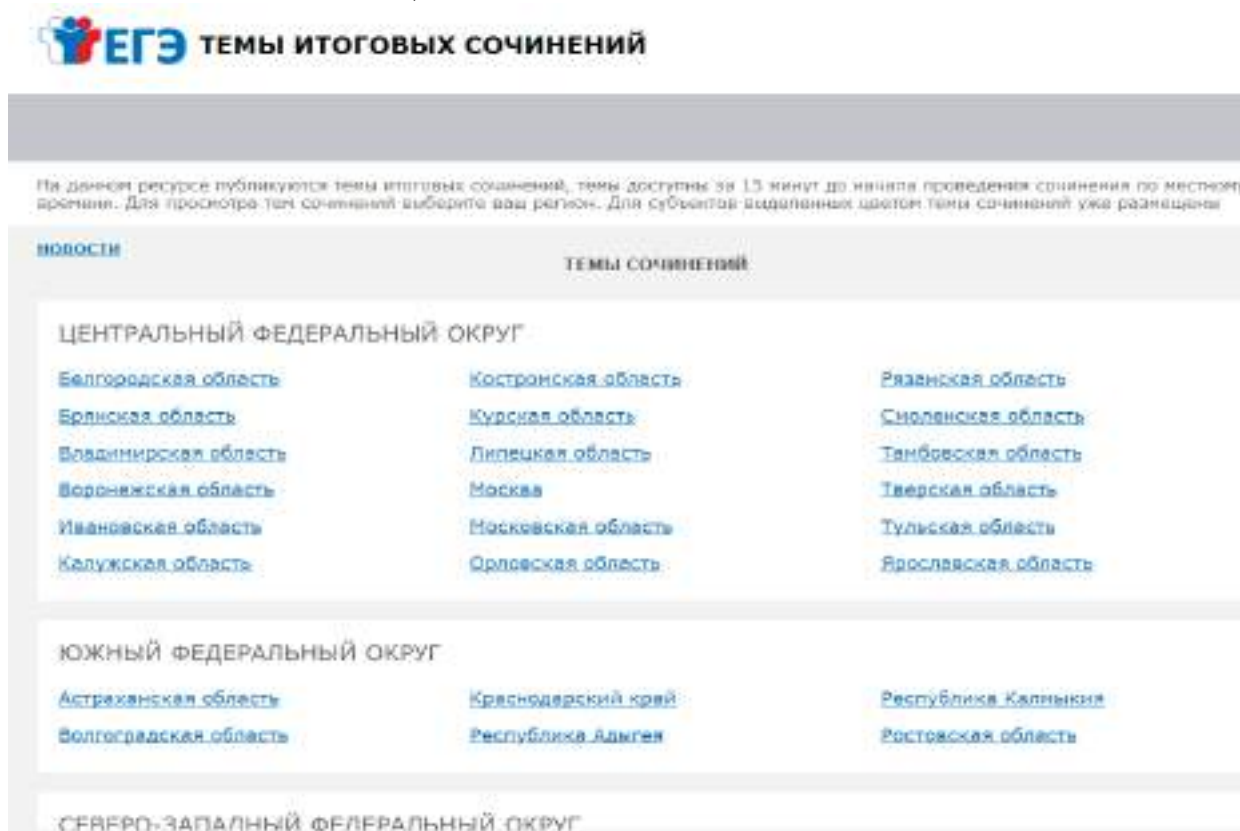 ЕГЭ ТЕМЫ ИТОГОВЫХ СОЧИНЕНИЙ
На данном ресурсе публикуются темы итоговых сочинений, темы доступны за 15 минут до начала проведения сочинения по местному
времени. Для просмотра тем сочинений выберите ваш регион. Для субъектов выделенных цветом темы сочинений уже размещены
НОВОСТИ
ТЕМЫ СОЧИНЕНИЙ
ЦЕНТРАЛЬНЫЙ ФЕДЕРАЛЬНЫЙ ОКРУГ
Белгородская область Костромская область Рязанская область
Брянская область Курская область Смоленская область
Владимирская область Липецкая область Тамбовская область
Воронежская область Москва Тверская область
Ивановская область Московская область Тульская область
Калужская область Орловская область Ярославская область
ЮЖНЫЙ ФЕДЕРАЛЬНЫЙ ОКРУГ
Астраханская область Краснодарский край Республика Калмыкия
Волгоградская область Республика Адыгея Ростовская область
СЕВЕРО-ЗАПАДНЫЙ ФЕДЕРАЛЬНЫЙ ОКРУГ